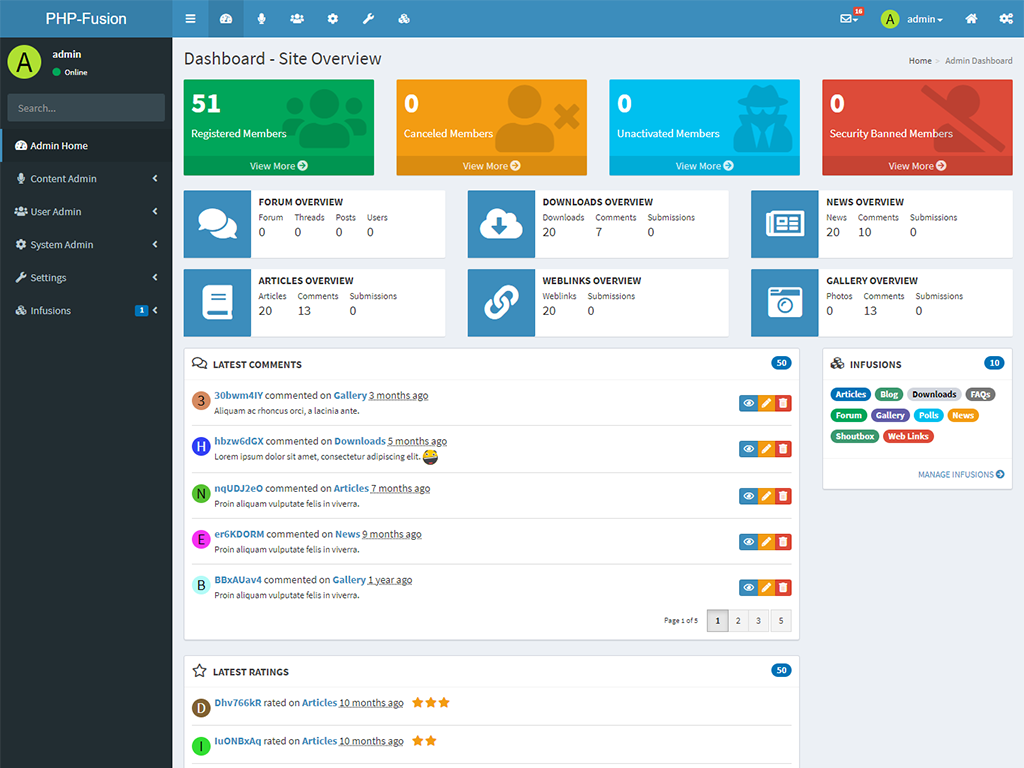 PHP-Fusion
16
A admin
A admin
Online
Search...
Admin Home
Content Admin
User Admin
System Admin
Settings
Infusions 1
Dashboard - Site Overview
Home > Admin Dashboard
51
Registered Members
View More
0
Canceled Members
View More
0
Unactivated Members
View More
0
Security Banned Members
View More
FORUM OVERVIEW
Forum Threads Posts Users
0 0 0 0
DOWNLOADS OVERVIEW
Downloads Comments Submissions
20 7 0
NEWS OVERVIEW
News Comments Submissions
20 10 0
ARTICLES OVERVIEW
Articles Comments Submissions
20 13 0
WEBLINKS OVERVIEW
Weblinks Submissions
20 0
GALLERY OVERVIEW
Photos Comments Submissions
0 13 0
LATEST COMMENTS 50
3 30bwm4IY commented on Gallery 3 months ago
Aliquam ac rhoncus orci, a lacinia ante.
H hbzw6dGX commented on Downloads 5 months ago
Lorem ipsum dolor sit amet, consectetur adipiscing elit.
N nqUDJ2eO commented on Articles 7 months ago
Proin aliquam vulputate felis in viverra.
E er6KDORM commented on News 9 months ago
Proin aliquam vulputate felis in viverra.
B BBxAUav4 commented on Gallery 1 year ago
Proin aliquam vulputate felis in viverra.
Page 1 of 5 1 2 3 5
INFUSIONS 10
Articles Blog Downloads FAQs
Forum Gallery Polls News
Shoutbox Web Links
MANAGE INFUSIONS
LATEST RATINGS 50
D Dhv766kR rated on Articles 10 months ago
I IuONBxAq rated on Articles 10 months ago